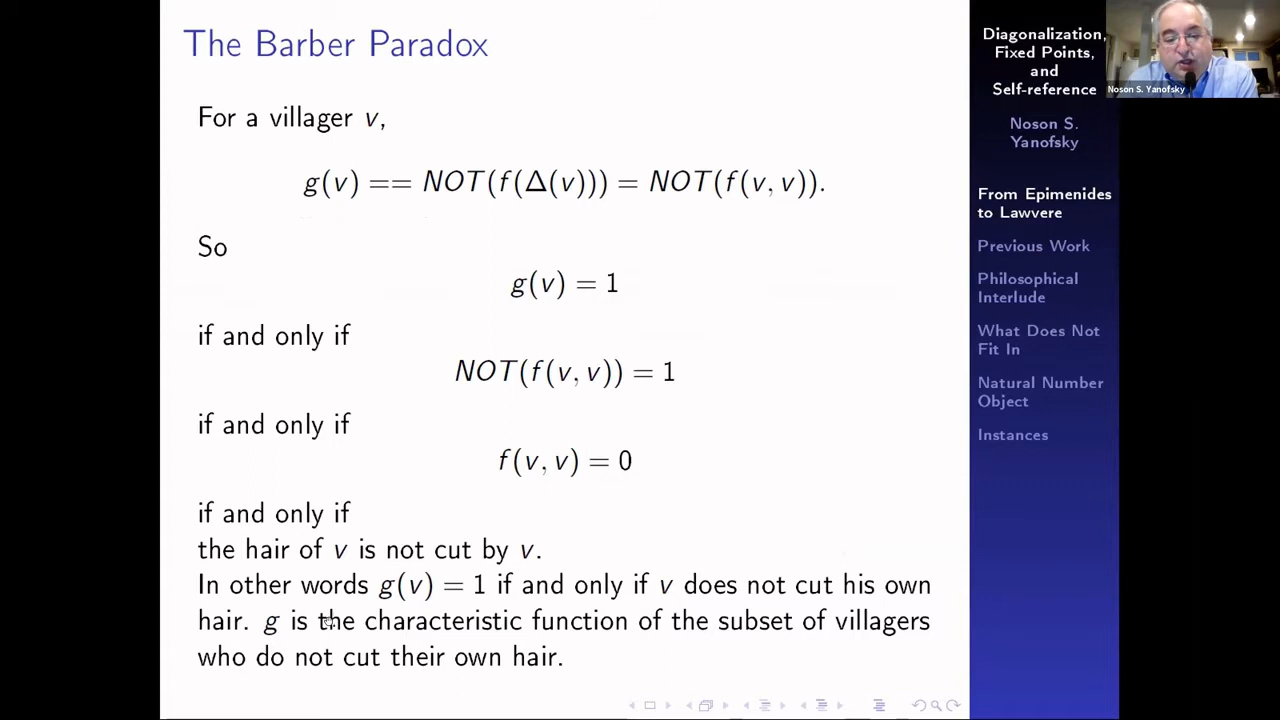 The Barber Paradox
For a villager v,
g(v) == NOT(f(Δ(v))) = NOT(f(v, v)).
So
g(v) = 1
if and only if
NOT(f(v, v)) = 1
if and only if
f(v, v) = 0
if and only if
the hair of v is not cut by v.
In other words g(v) = 1 if and only if v does not cut his own
hair. g is the characteristic function of the subset of villagers
who do not cut their own hair.
Diagonalization,
Fixed Points,
and
Self-reference
Noson S.
Yanofsky
From Epimenides
to Lawvere
Previous Work
Philosophical
Interlude
What Does Not
Fit In
Natural Number
Object
Instances
Noson S. Yanofsky